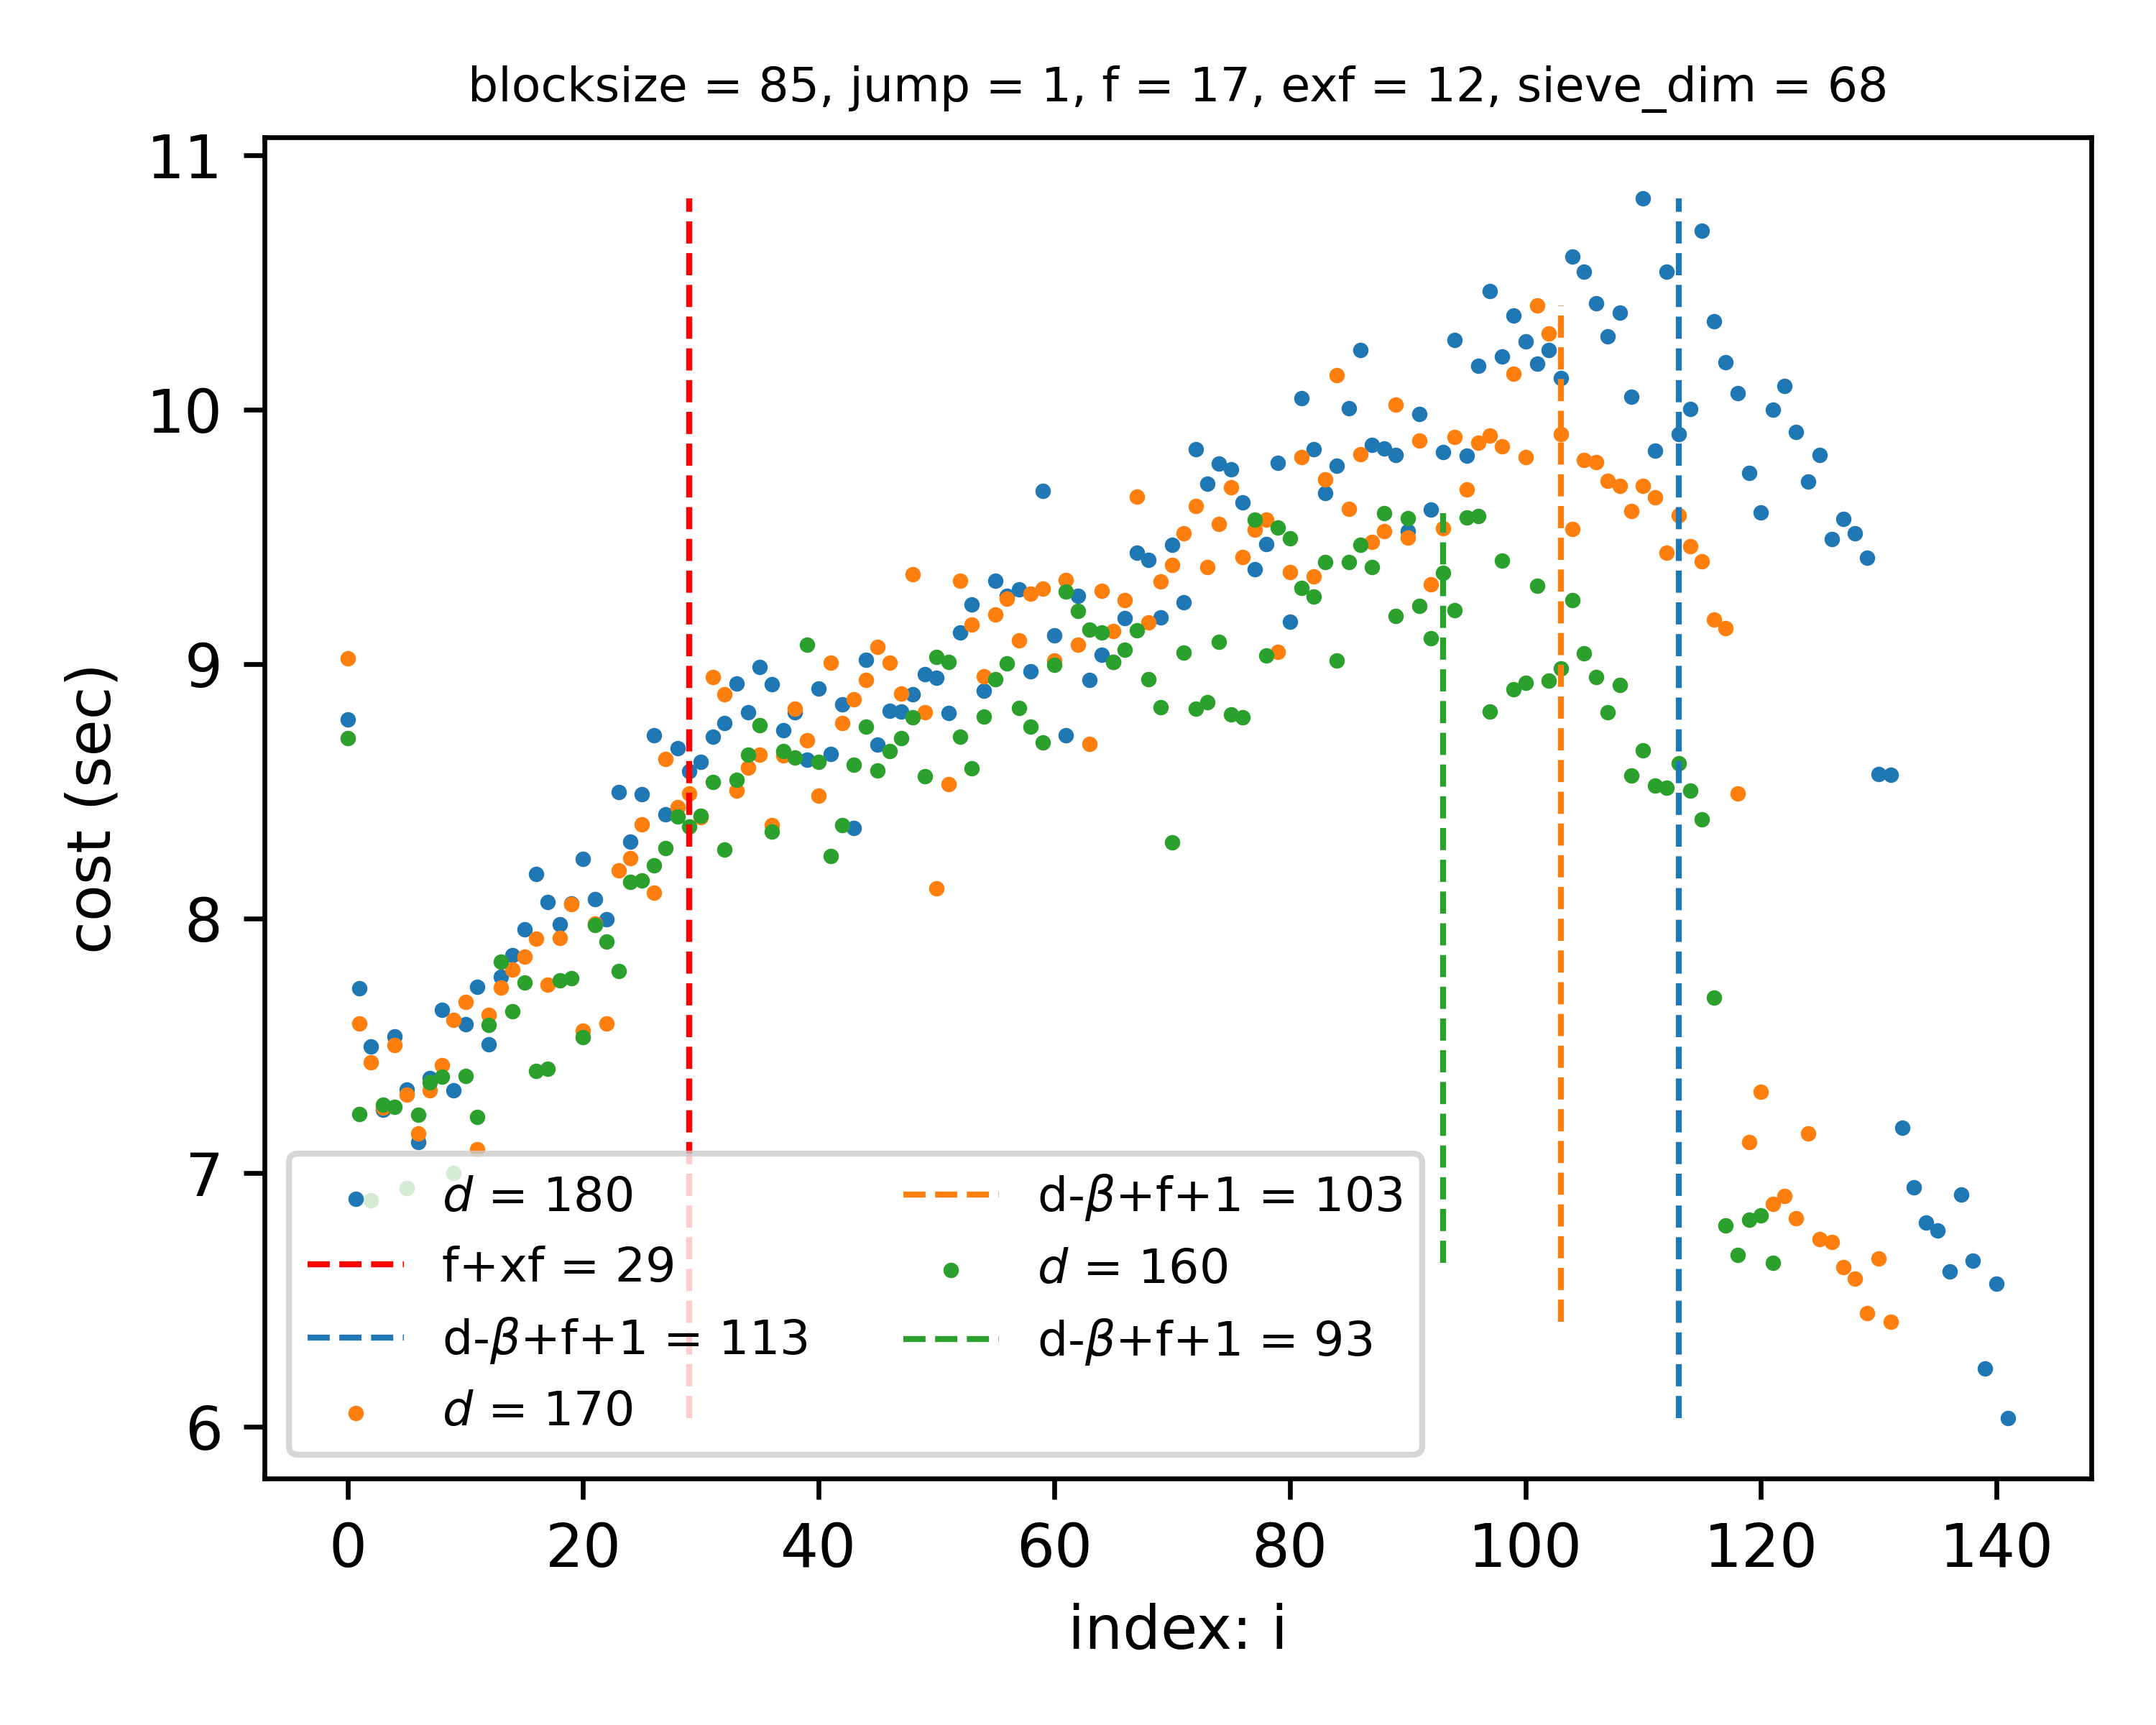 blocksize = 85, jump = 1, f = 17, exf = 12, sieve_dim = 68
11
10
9
8
7
6
cost (sec)
d = 180
f+xf = 29
d-β+f+1 = 113
d = 170
d-β+f+1 = 103
d = 160
d-β+f+1 = 93
0 20 40 60 80 100 120 140
index: i